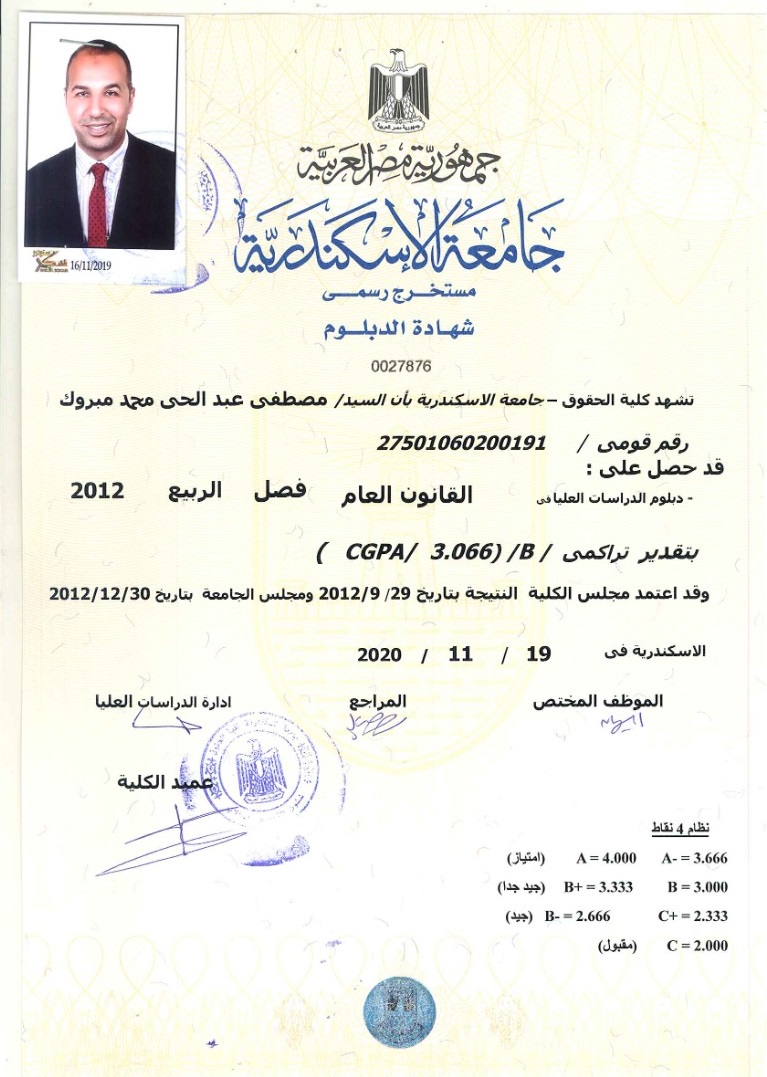 جمهورية مصر العربية
16/11/2019
جمهورية مصر العربية
جامعة الإسكندرية
مستخرج رسمى
شهادة الدبلوم
0027876
تشهد كلية الحقوق – جامعة الاسكندرية بأن السيد/ مصطفى عبد الحى محمد مبروك
رقم قومى / 27501060200191
قد حصل على :
- دبلوم الدراسات العليا فى القانون العام فصل الربيع 2012
بتقدير تراكمى / B/ (CGPA/ 3.066 )
وقد اعتمد مجلس الكلية النتيجة بتاريخ 29/ 2012/9 ومجلس الجامعة بتاريخ 2012/12/30
الاسكندرية فى 19 / 11 / 2020
الموظف المختص المراجع ادارة الدراسات العليا
عميد الكلية
نظام 4 نقاط
A- = 3.666 A = 4.000 (امتياز)
B = 3.000 B+ = 3.333 (جيد جدا)
C+ = 2.333 B- = 2.666 (جيد)
C = 2.000 (مقبول)